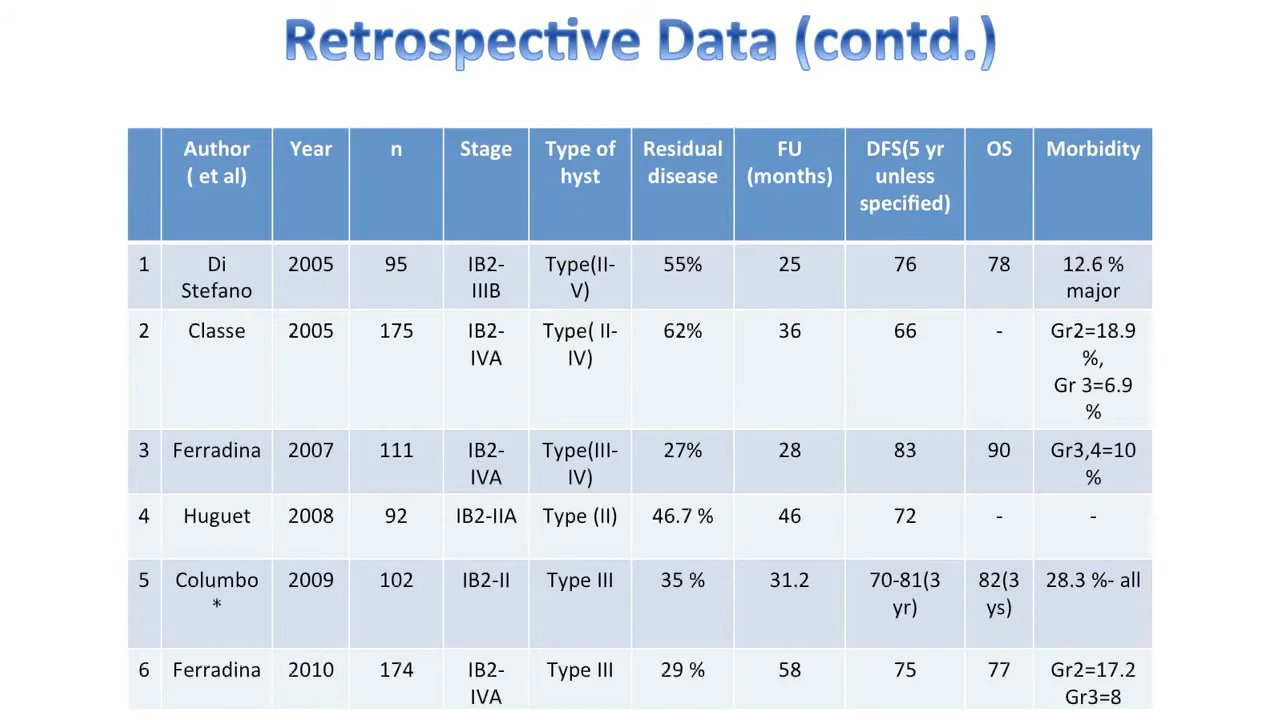 Retrospective Data (contd.)
Author ( et al) Year n Stage Type of hyst Residual disease FU (months) DFS(5 yr unless specified) OS Morbidity
1 Di Stefano 2005 95 IB2-IIIB Type(II-V) 55% 25 76 78 12.6 % major
2 Classe 2005 175 IB2-IVA Type( II-IV) 62% 36 66 - Gr2=18.9 %, Gr 3=6.9 %
3 Ferradina 2007 111 IB2-IVA Type(III-IV) 27% 28 83 90 Gr3,4=10 %
4 Huguet 2008 92 IB2-IIA Type (II) 46.7 % 46 72 - -
5 Columbo * 2009 102 IB2-II Type III 35 % 31.2 70-81(3 yr) 82(3 ys) 28.3 %- all
6 Ferradina 2010 174 IB2-IVA Type III 29 % 58 75 77 Gr2=17.2 Gr3=8